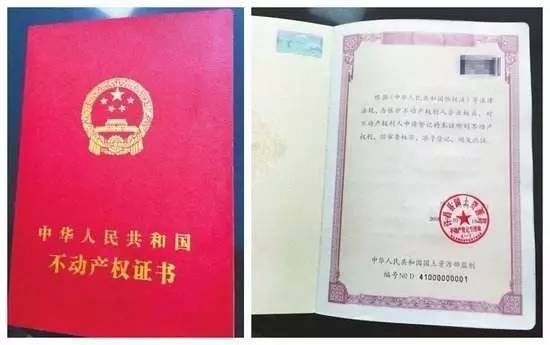 中华人民共和国
不动产权证书
根据《中华人民共和国物权法》等法律
法规，为保护不动产权利人合法权益，对
不动产权利人申请登记的本证所列不动产
权利，经审查核实，准予登记，颁发此证。
中华人民共和国国土资源部监制
编号NO D 41000000001